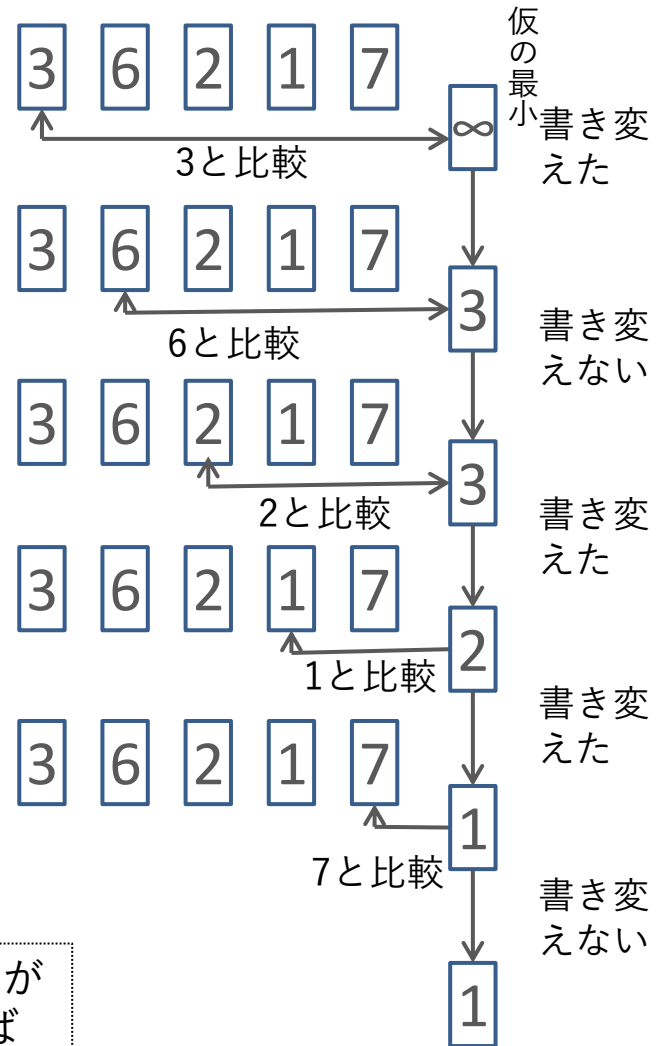 仮の最小
3 6 2 1 7
∞
書き変
えた
3と比較
3 6 2 1 7
3
書き変
えない
6と比較
3 6 2 1 7
3
書き変
えた
2と比較
3 6 2 1 7
2
書き変
えた
1と比較
3 6 2 1 7
1
書き変
えない
7と比較
1
が
ば